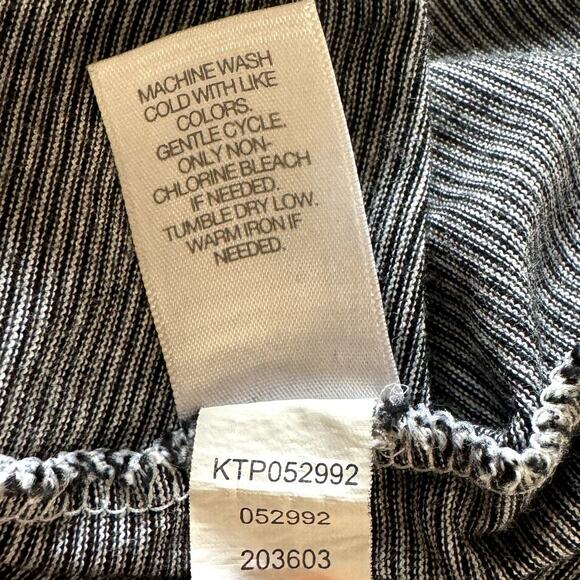 MACHINE WASH
COLD WITH LIKE
COLORS.
GENTLE CYCLE.
ONLY NON-
CHLORINE BLEACH
IF NEEDED.
TUMBLE DRY LOW.
WARM IRON IF
NEEDED.
KTP052992
052992
203603